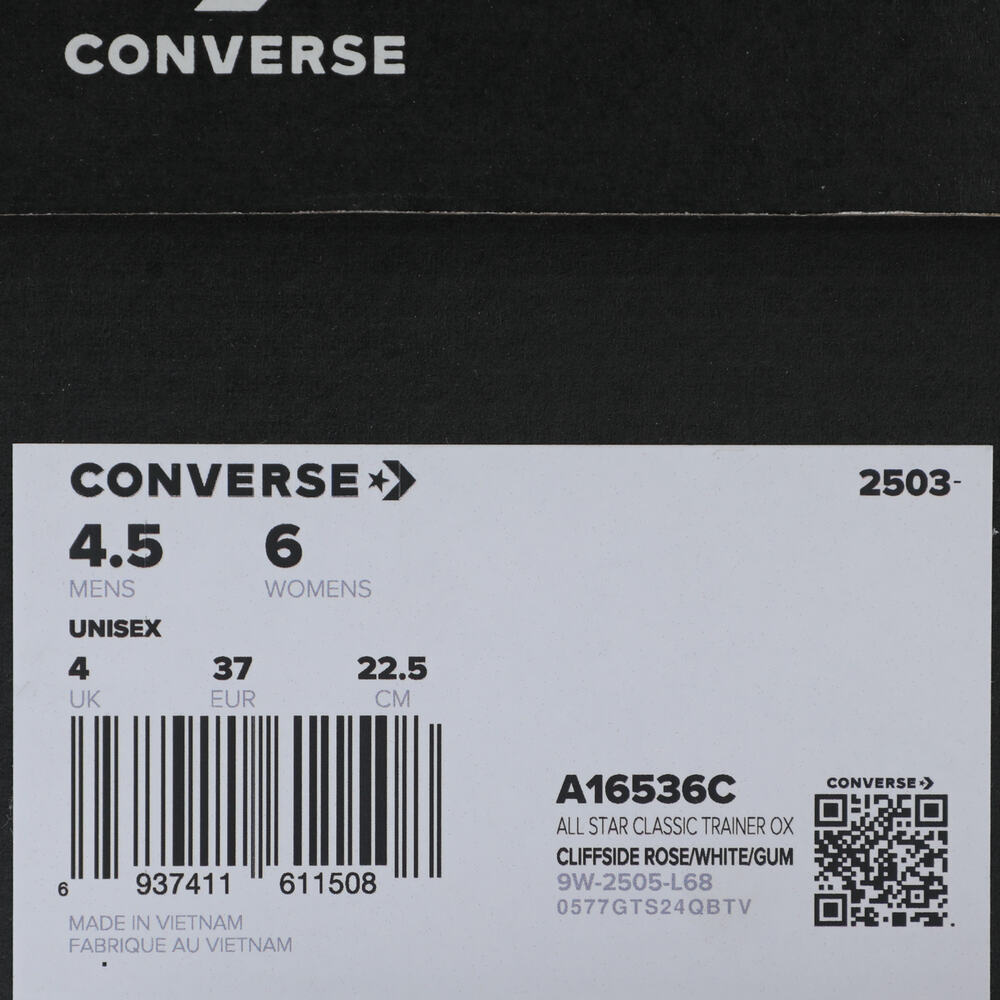 CONVERSE
CONVERSE
2503-
4.5 6
MENS WOMENS
UNISEX
4 37 22.5
UK EUR CM
6 937411 611508
MADE IN VIETNAM
FABRIQUE AU VIETNAM
CONVERSE
A16536C
ALL STAR CLASSIC TRAINER OX
CLIFFSIDE ROSE/WHITE/GUM
9W-2505-L68
0577GTS24QBTV